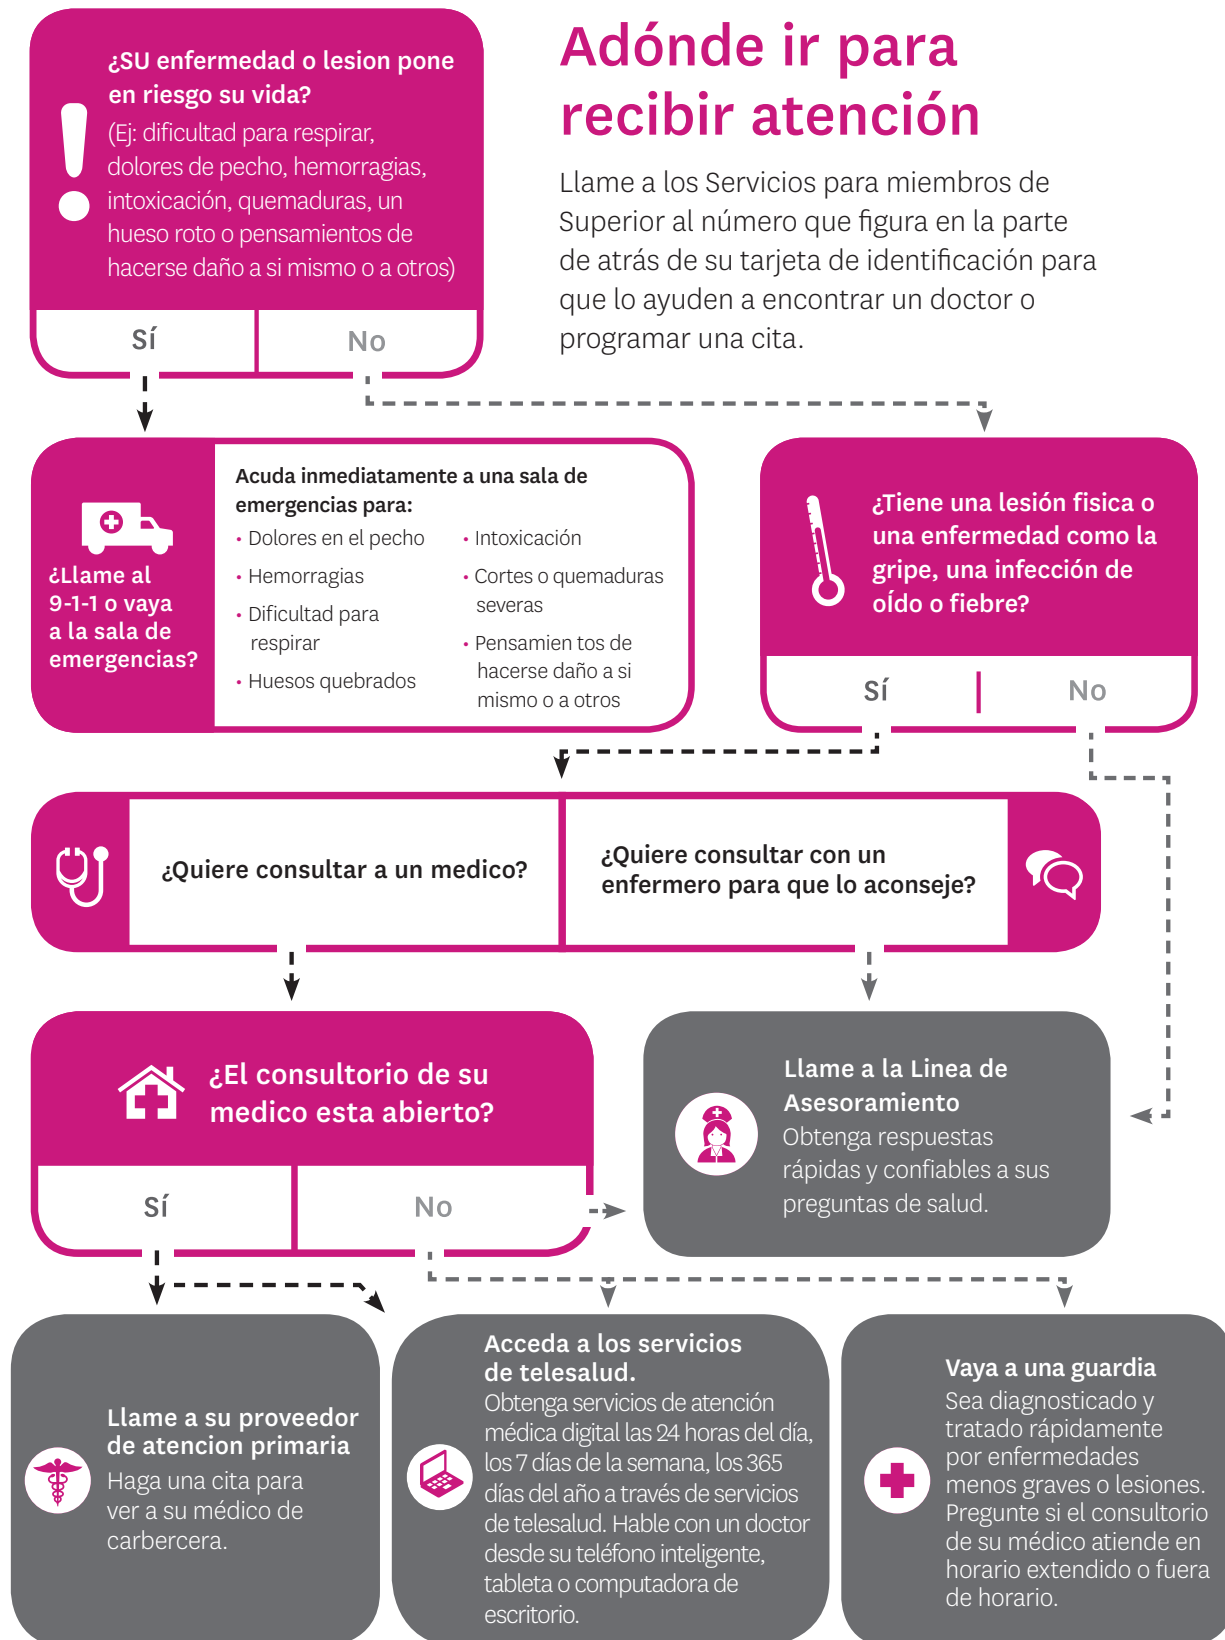 Adónde ir para
recibir atención
Llame a los Servicios para miembros de
Superior al número que figura en la parte
de atrás de su tarjeta de identificación para
que lo ayuden a encontrar un doctor o
programar una cita.
¿SU enfermedad o lesion pone
en riesgo su vida?
(Ej: dificultad para respirar,
dolores de pecho, hemorragias,
intoxicación, quemaduras, un
hueso roto o pensamientos de
hacerse daño a si mismo o a otros)
Sí
No
¿Llame al
9-1-1 o vaya
a la sala de
emergencias?
Acuda inmediatamente a una sala de
emergencias para:
• Dolores en el pecho
• Hemorragias
• Dificultad para
respirar
• Huesos quebrados
• Intoxicación
• Cortes o quemaduras
severas
• Pensamien tos de
hacerse daño a si
mismo o a otros
¿Tiene una lesión fisica o
una enfermedad como la
gripe, una infección de
oÍdo o fiebre?
Sí
No
¿Quiere consultar a un medico?
¿Quiere consultar con un
enfermero para que lo aconseje?
¿El consultorio de su
medico esta abierto?
Sí
No
Llame a la Linea de
Asesoramiento
Obtenga respuestas
rápidas y confiables a sus
preguntas de salud.
Llame a su proveedor
de atencion primaria
Haga una cita para
ver a su médico de
carbercera.
Acceda a los servicios
de telesalud.
Obtenga servicios de atención
médica digital las 24 horas del día,
los 7 días de la semana, los 365
días del año a través de servicios
de telesalud. Hable con un doctor
desde su teléfono inteligente,
tableta o computadora de
escritorio.
Vaya a una guardia
Sea diagnosticado y
tratado rápidamente
por enfermedades
menos graves o lesiones.
Pregunte si el consultorio
de su médico atiende en
horario extendido o fuera
de horario.